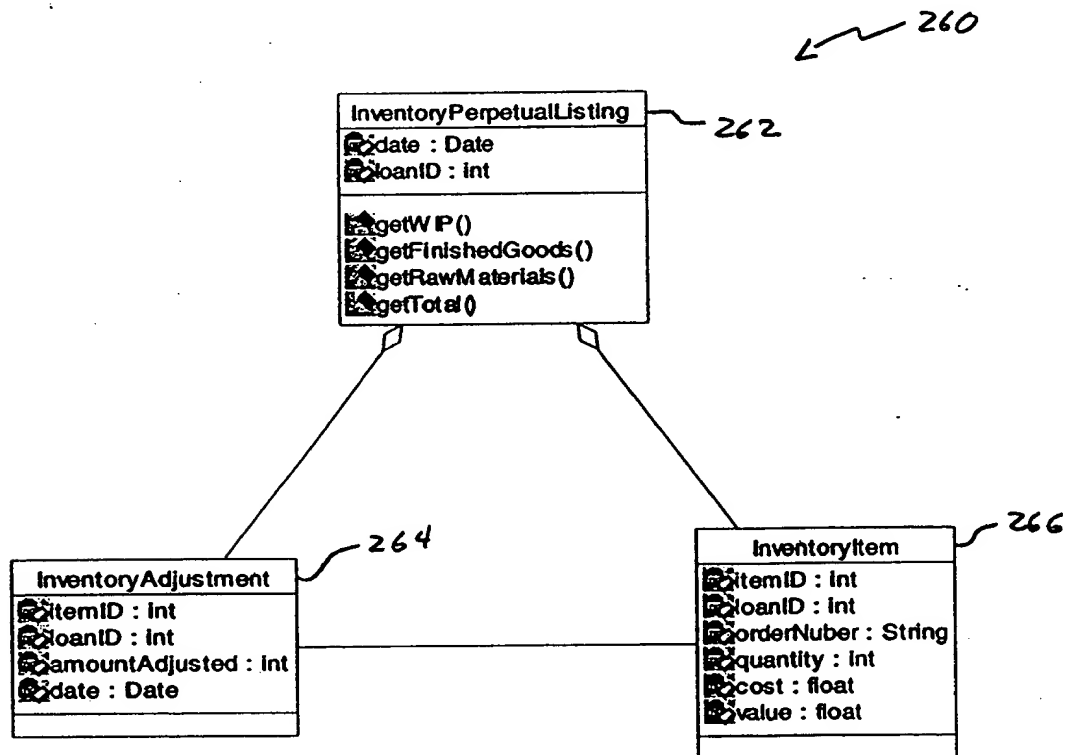 260
InventoryPerpetualListing
262
date : Date
loanID : int
getWIP()
getFinishedGoods()
getRawMaterials()
getTotal()
264
InventoryAdjustment
itemID : int
loanID : int
amountAdjusted : int
date : Date
266
InventoryItem
itemID : int
loanID : int
orderNuber : String
quantity : int
cost : float
value : float